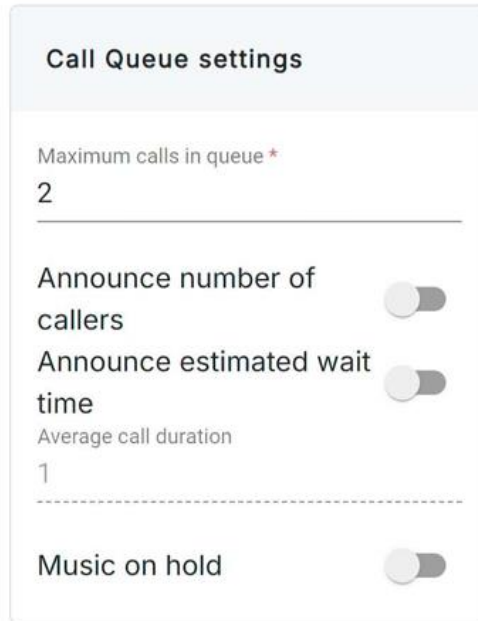 Call Queue settings
Maximum calls in queue *
2
Announce number of
callers
Announce estimated wait
time
Average call duration
1
Music on hold